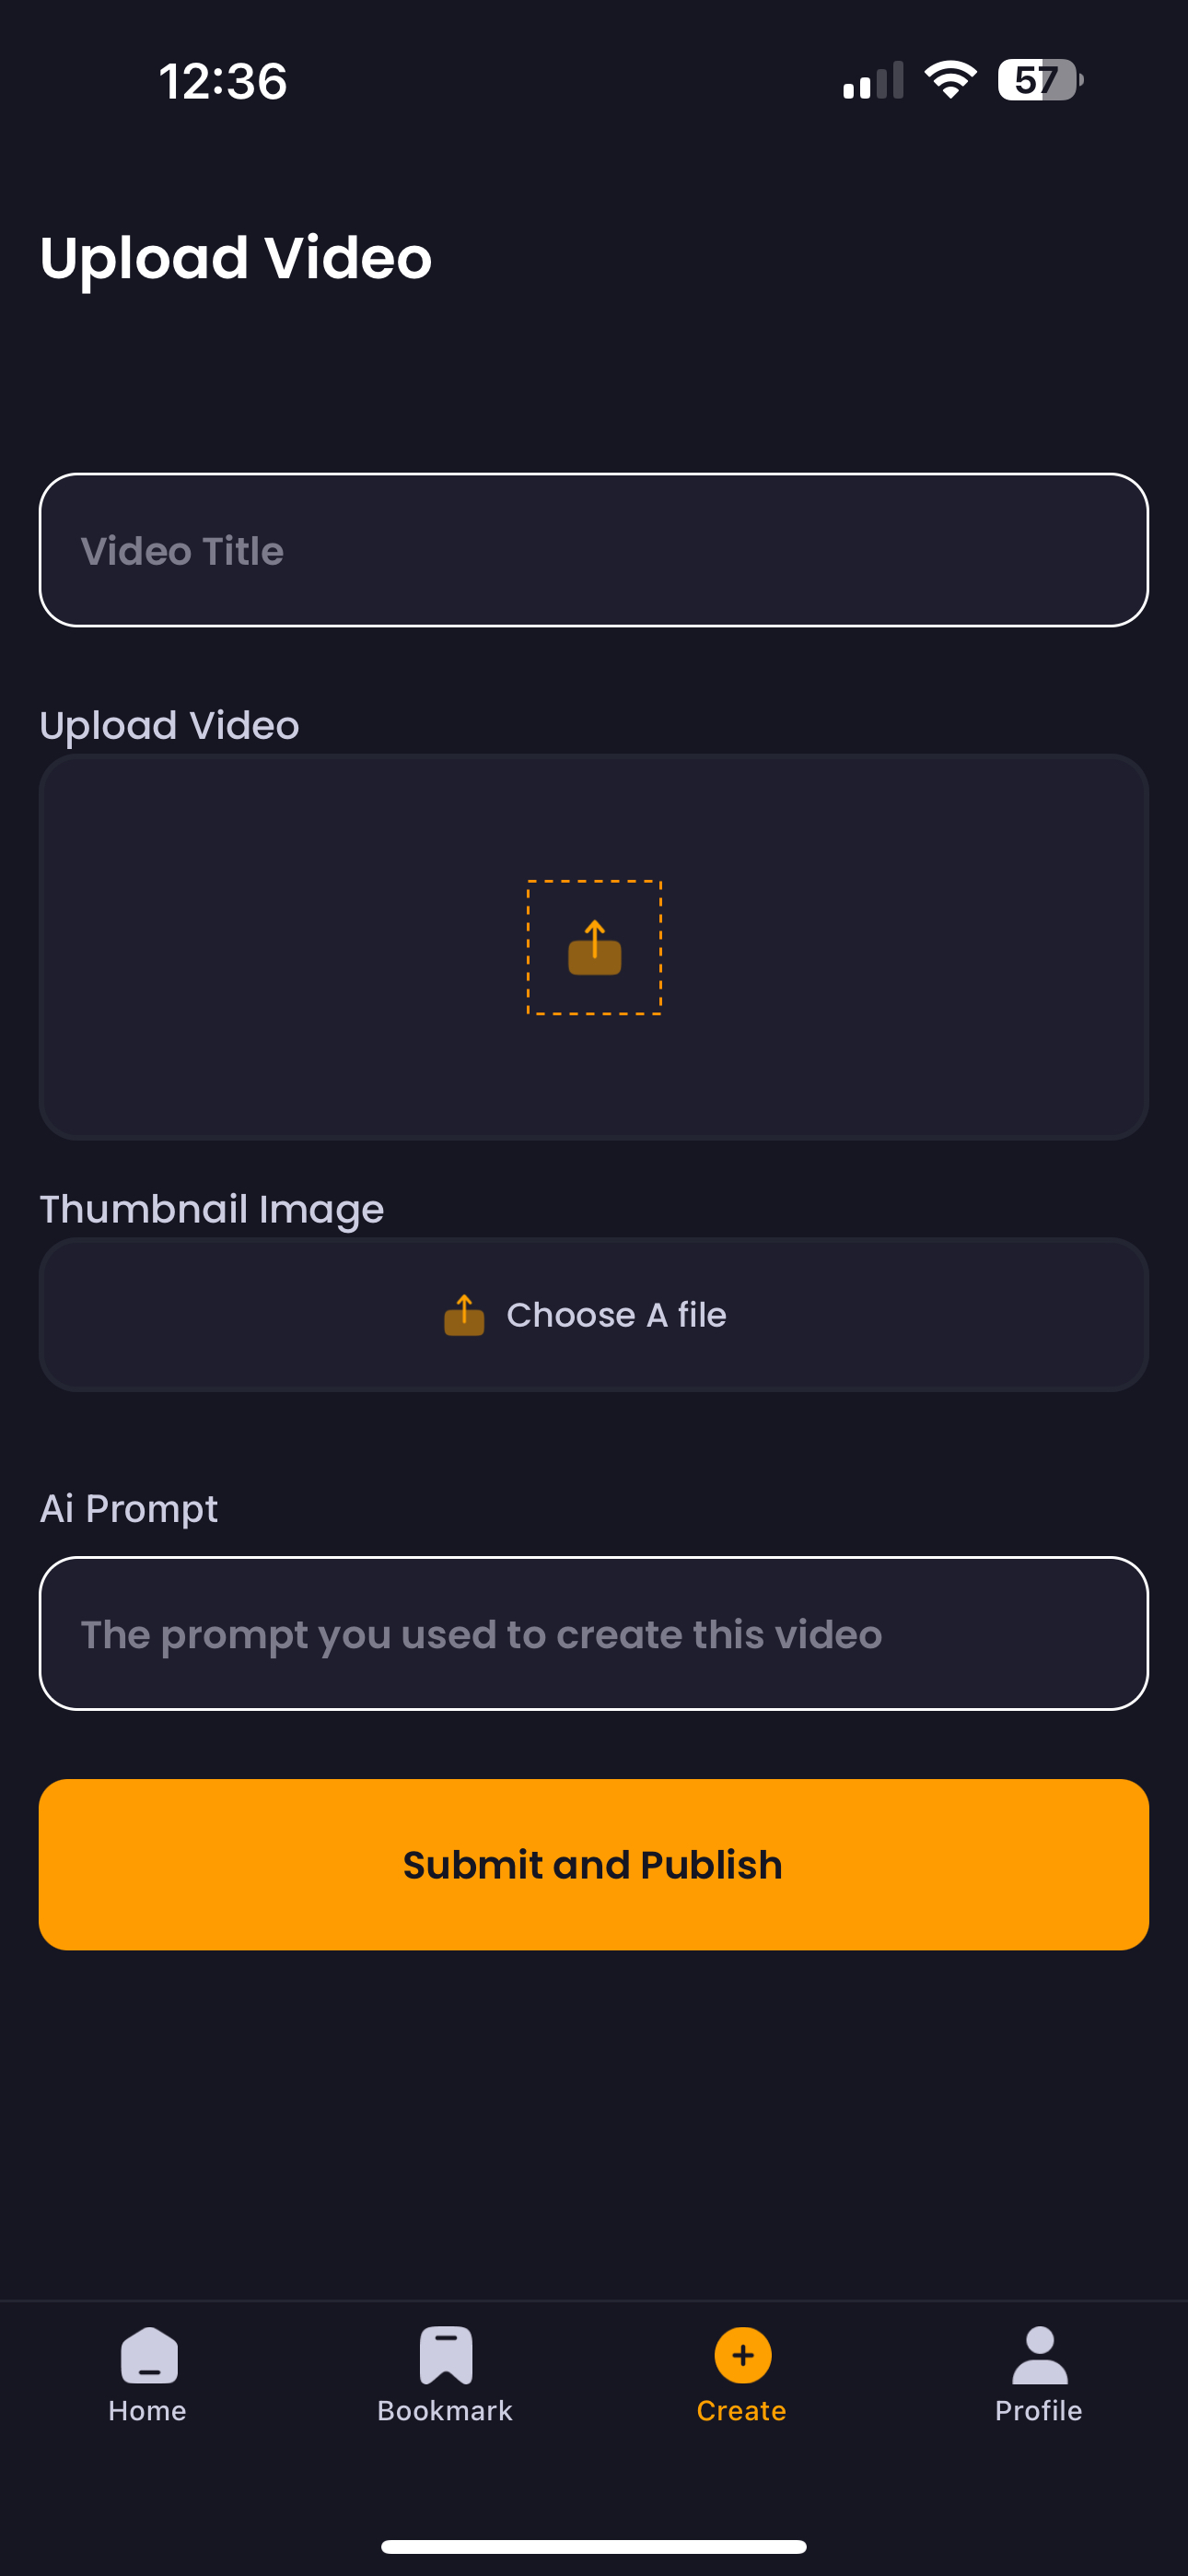 12:36
57
Upload Video
Video Title
Upload Video
Thumbnail Image
Choose A file
Ai Prompt
The prompt you used to create this video
Submit and Publish
Home
Bookmark
Create
Profile